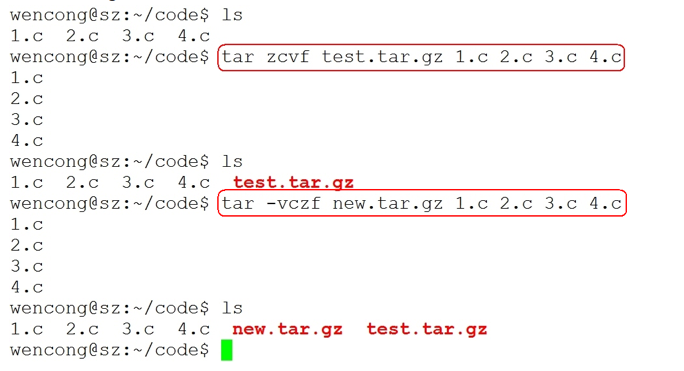 wencong@sz:~/code$ ls
1.c  2.c  3.c  4.c
wencong@sz:~/code$ tar zcvf test.tar.gz 1.c 2.c 3.c 4.c
1.c
2.c
3.c
4.c
wencong@sz:~/code$ ls
1.c  2.c  3.c  4.c  test.tar.gz
wencong@sz:~/code$ tar -vczf new.tar.gz 1.c 2.c 3.c 4.c
1.c
2.c
3.c
4.c
wencong@sz:~/code$ ls
1.c  2.c  3.c  4.c  new.tar.gz  test.tar.gz
wencong@sz:~/code$